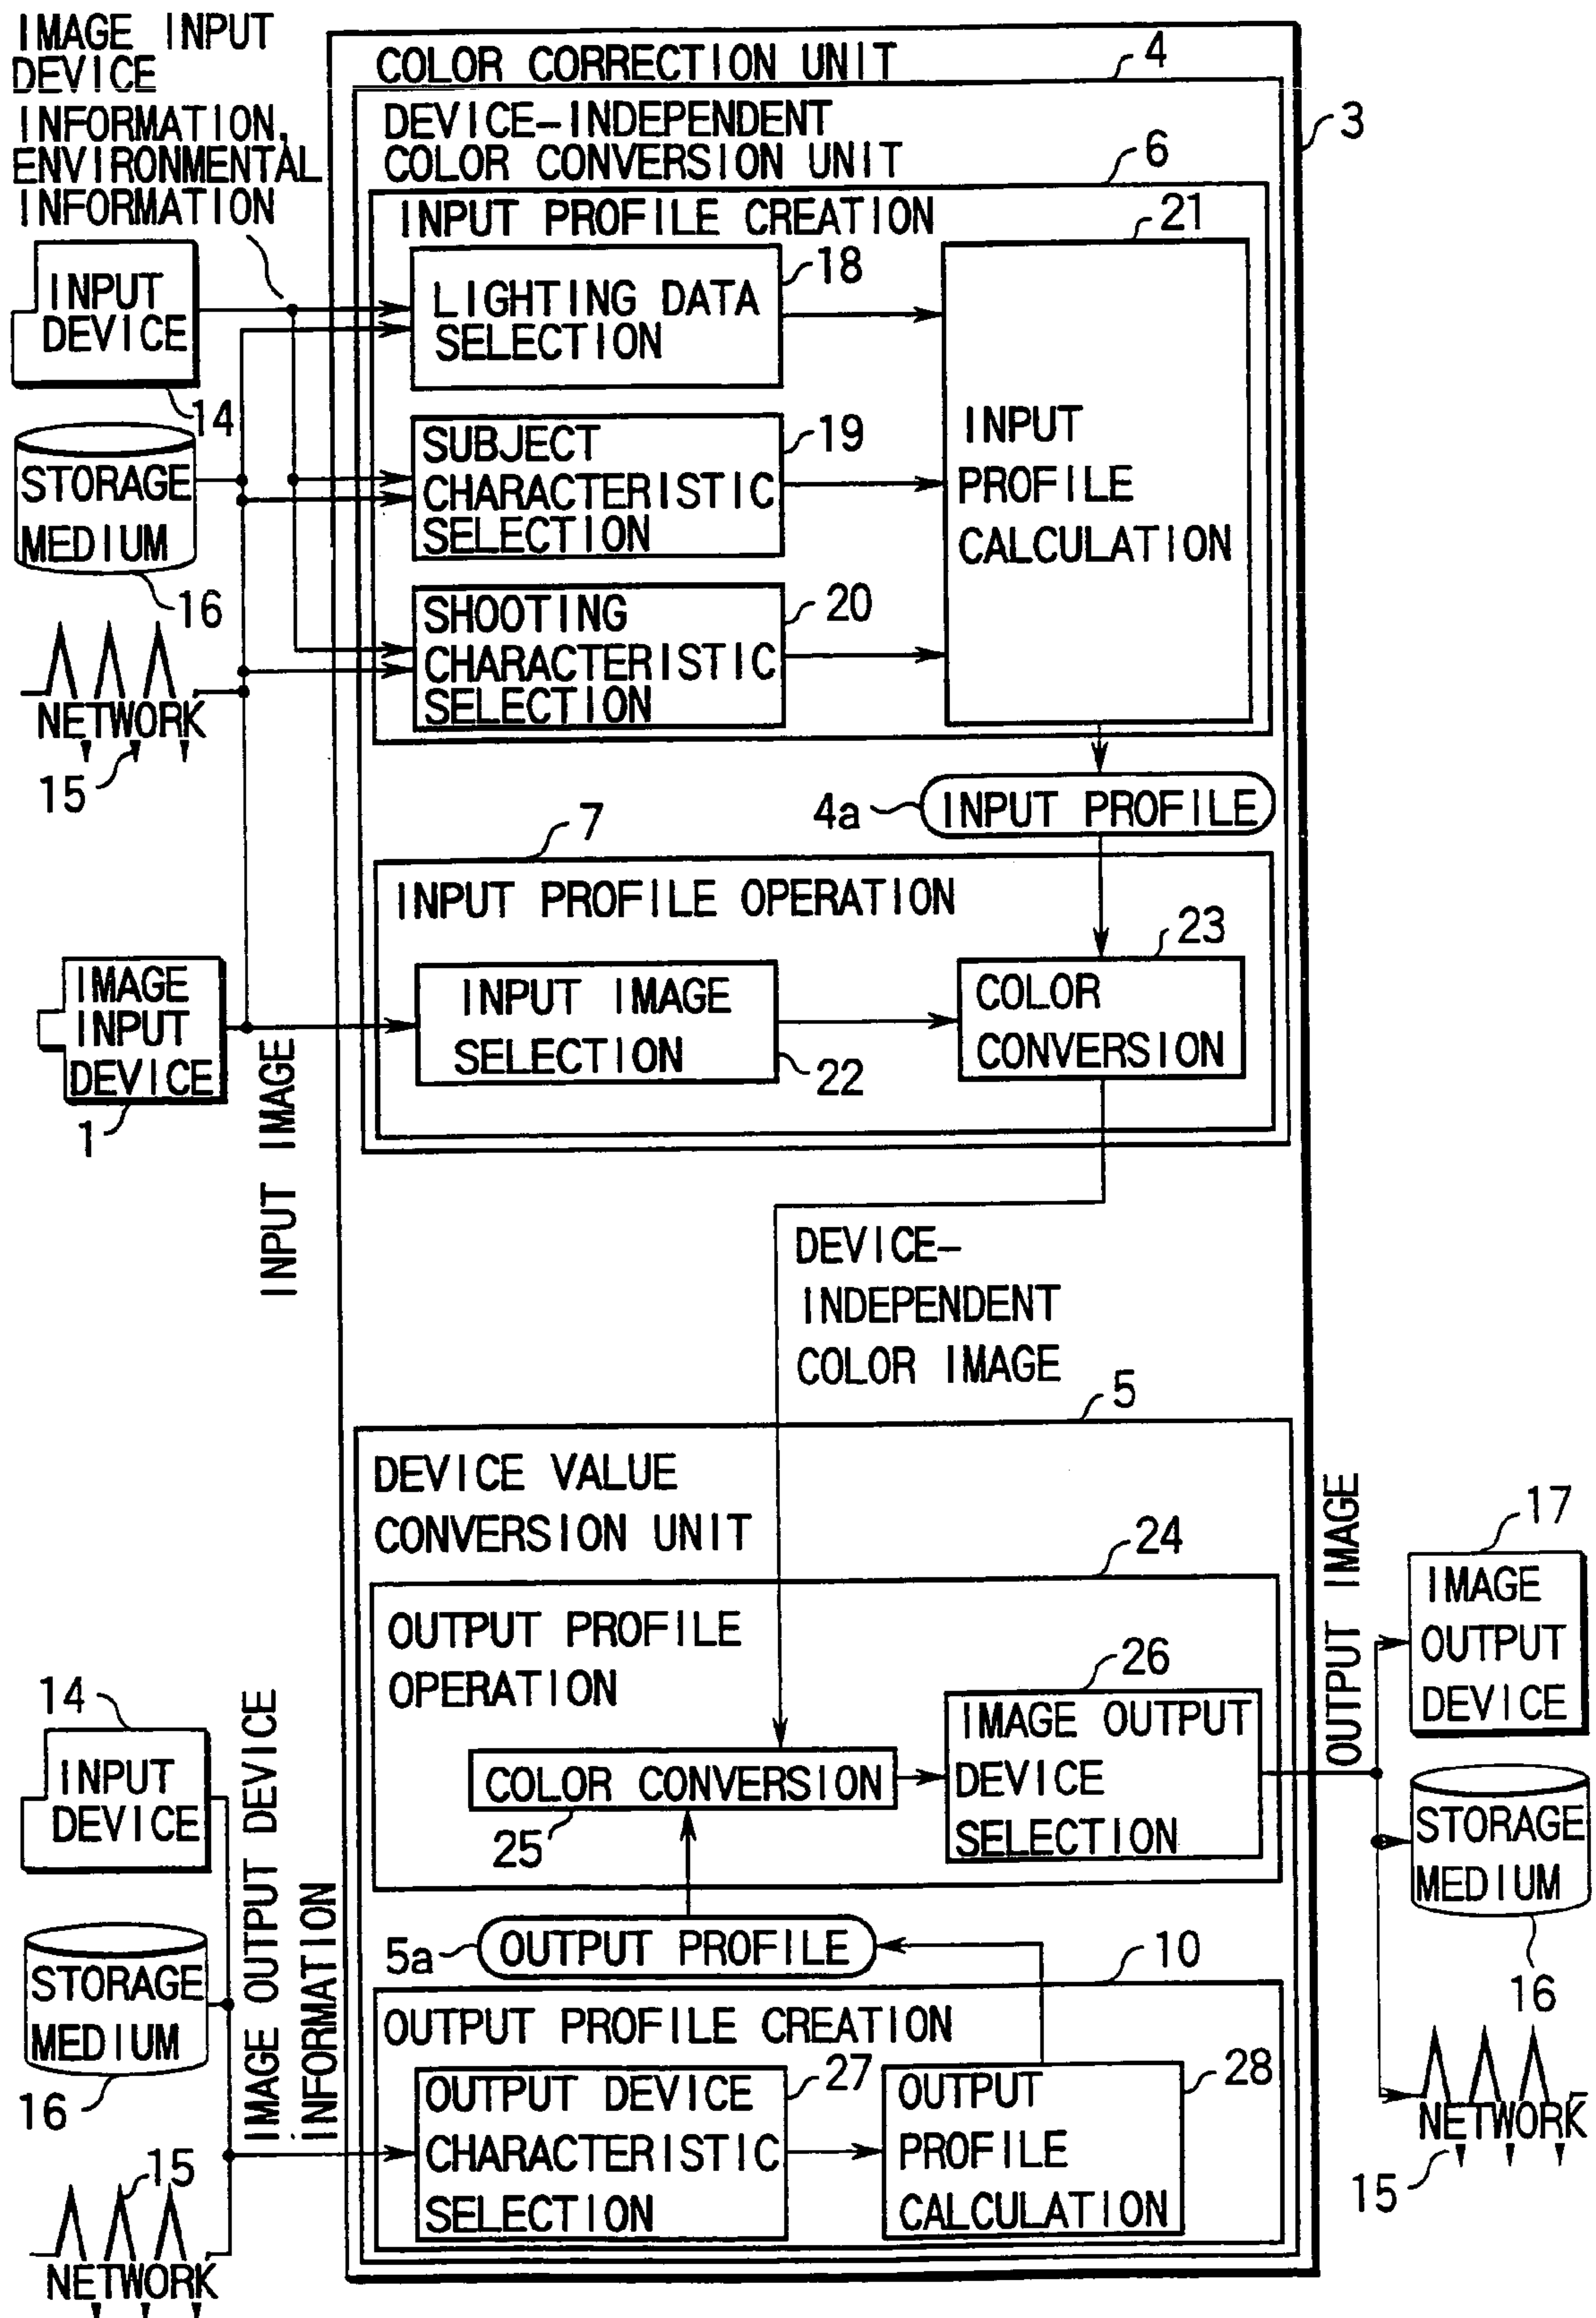 IMAGE INPUT
DEVICE
INFORMATION,
ENVIRONMENTAL
INFORMATION
COLOR CORRECTION UNIT
4
DEVICE-INDEPENDENT
COLOR CONVERSION UNIT
3
6
INPUT PROFILE CREATION
21
INPUT
DEVICE
14
LIGHTING DATA
SELECTION
18
STORAGE
MEDIUM
16
SUBJECT
CHARACTERISTIC
SELECTION
19
INPUT
PROFILE
CALCULATION
SHOOTING
CHARACTERISTIC
SELECTION
20
NETWORK
15
4a
INPUT PROFILE
7
INPUT PROFILE OPERATION
23
IMAGE
INPUT
DEVICE
1
INPUT IMAGE
INPUT IMAGE
SELECTION
22
COLOR
CONVERSION
DEVICE-
INDEPENDENT
COLOR IMAGE
5
DEVICE VALUE
CONVERSION UNIT
24
OUTPUT PROFILE
OPERATION
26
COLOR CONVERSION
25
IMAGE OUTPUT
DEVICE
SELECTION
OUTPUT IMAGE
17
IMAGE
OUTPUT
DEVICE
STORAGE
MEDIUM
16
NETWORK
15
14
INPUT
DEVICE
STORAGE
MEDIUM
16
15
NETWORK
IMAGE OUTPUT DEVICE
INFORMATION
5a
OUTPUT PROFILE
10
OUTPUT PROFILE CREATION
OUTPUT DEVICE
CHARACTERISTIC
SELECTION
27
OUTPUT
PROFILE
CALCULATION
28